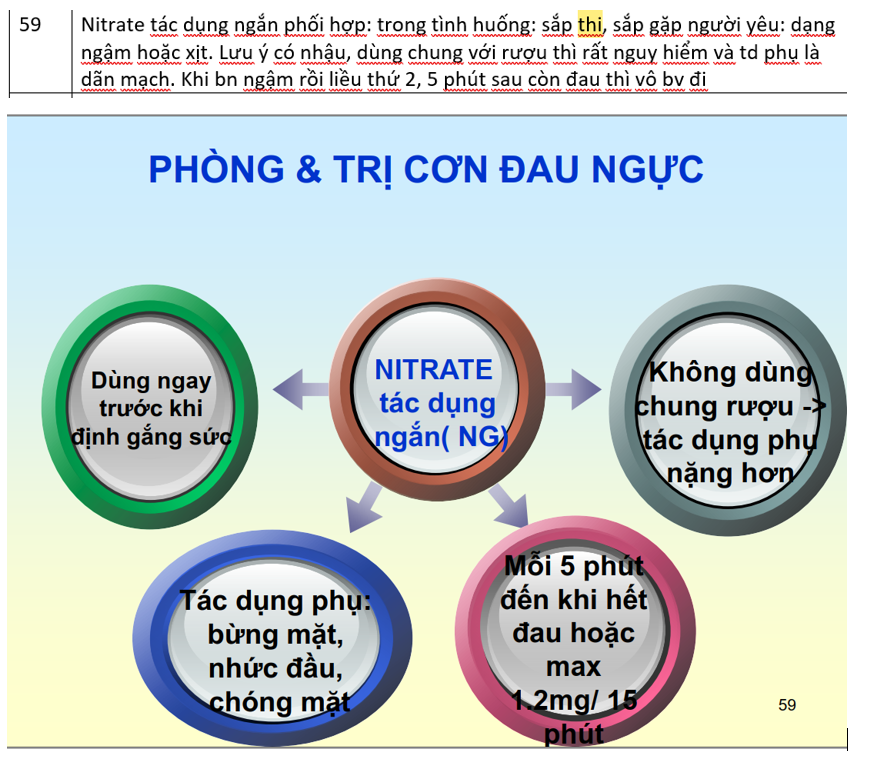 59
Nitrate tác dụng ngắn phối hợp: trong tình huống: sắp thi, sắp gặp người yêu: dạng
ngậm hoặc xịt. Lưu ý có nhậu, dùng chung với rượu thì rất nguy hiểm và td phụ là
dãn mạch. Khi bn ngậm rồi liều thứ 2, 5 phút sau còn đau thì vô bv đi
PHÒNG & TRỊ CƠN ĐAU NGỰC
Dùng ngay
trước khi
định gắng sức
NITRATE
tác dụng
ngắn( NG)
Không dùng
chung rượu ->
tác dụng phụ
nặng hơn
Tác dụng phụ:
bừng mặt,
nhức đầu,
chóng mặt
Mỗi 5 phút
đến khi hết
đau hoặc
max
1.2mg/ 15
phút
59